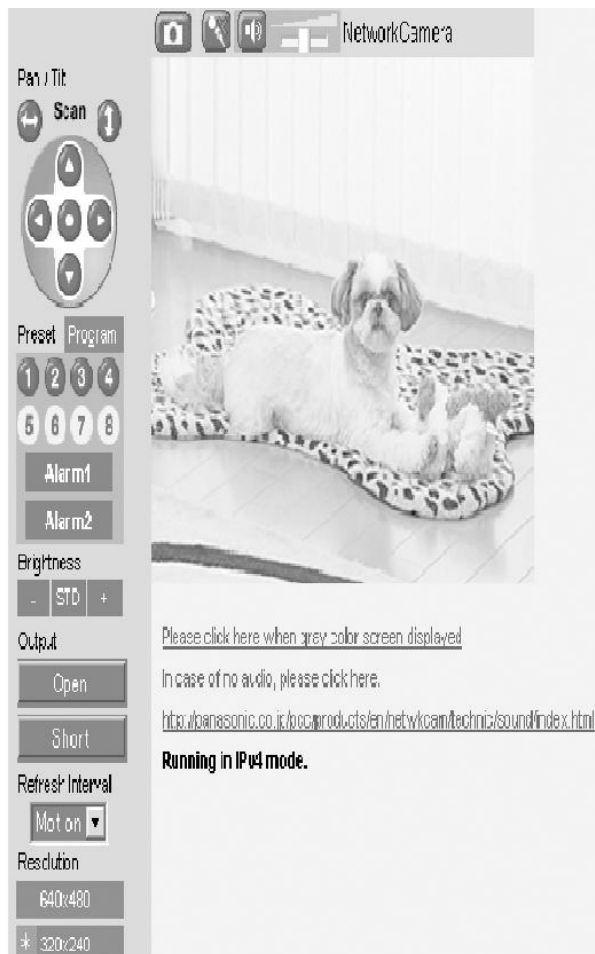 NetworkCamera
Pan / Tilt
Scan
Preset Program
1 2 3 4
5 6 7 8
Alarm1
Alarm2
Brightness
- STD +
Output
Open
Short
Refresh Interval
Motion
Resolution
640x480
* 320x240
Please click here when grey color screen displayed
In case of no audio, please click here.
http://panasonic.co.jp/pcc/products/en/netwkcam/technic/sound/index.html
Running in IPv4 mode.